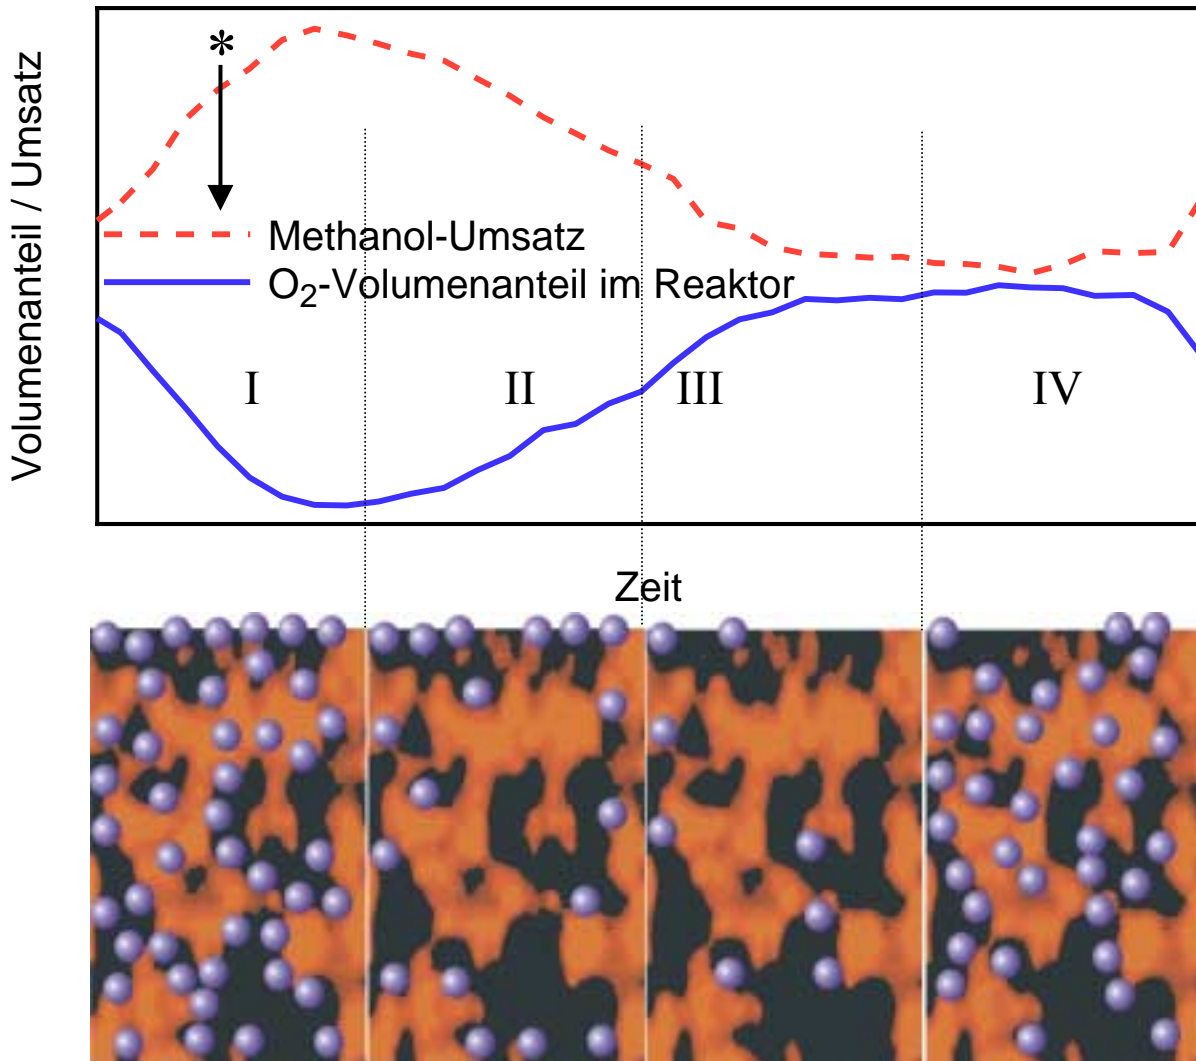 Volumenanteil / Umsatz
*
Methanol-Umsatz
O₂-Volumenanteil im Reaktor
I
II
III
IV
Zeit